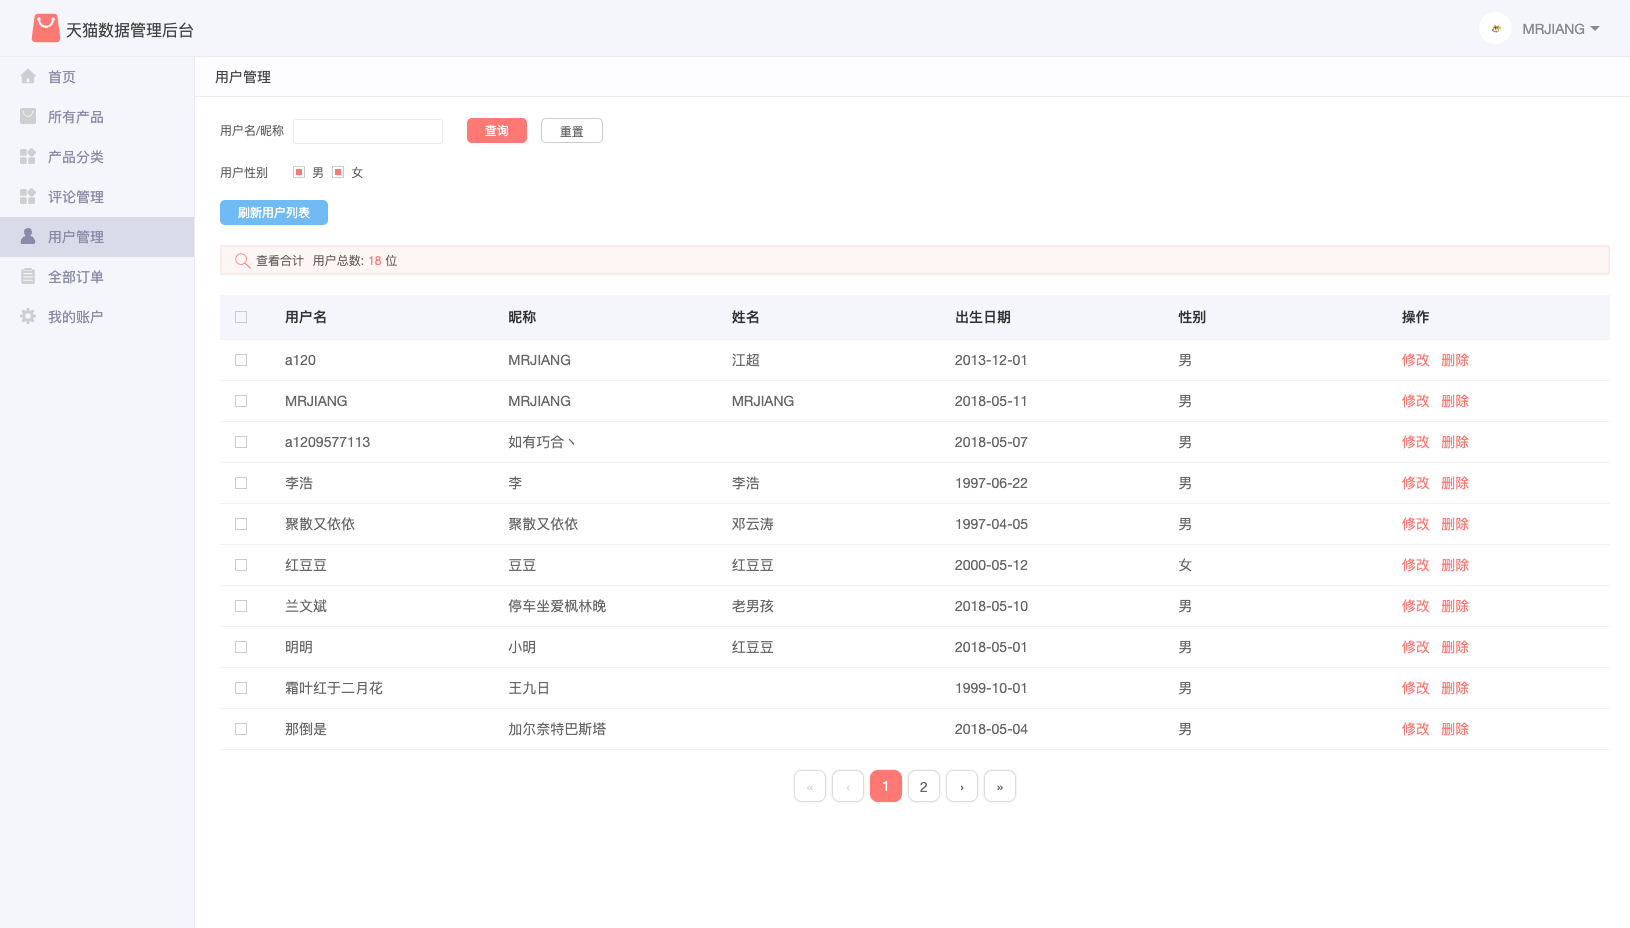 天猫数据管理后台
MRJIANG
首页
所有产品
产品分类
评论管理
用户管理
全部订单
我的账户
用户管理
用户名/昵称 查询 重置
用户性别 男 女
刷新用户列表
查看合计 用户总数: 18 位
用户名 昵称 姓名 出生日期 性别 操作
a120 MRJIANG 江超 2013-12-01 男 修改 删除
MRJIANG MRJIANG MRJIANG 2018-05-11 男 修改 删除
a1209577113 如有巧合丶 2018-05-07 男 修改 删除
李浩 李 李浩 1997-06-22 男 修改 删除
聚散又依依 聚散又依依 邓云涛 1997-04-05 男 修改 删除
红豆豆 豆豆 红豆豆 2000-05-12 女 修改 删除
兰文斌 停车坐爱枫林晚 老男孩 2018-05-10 男 修改 删除
明明 小明 红豆豆 2018-05-01 男 修改 删除
霜叶红于二月花 王九日 1999-10-01 男 修改 删除
那倒是 加尔奈特巴斯塔 2018-05-04 男 修改 删除
« ‹ 1 2 › »